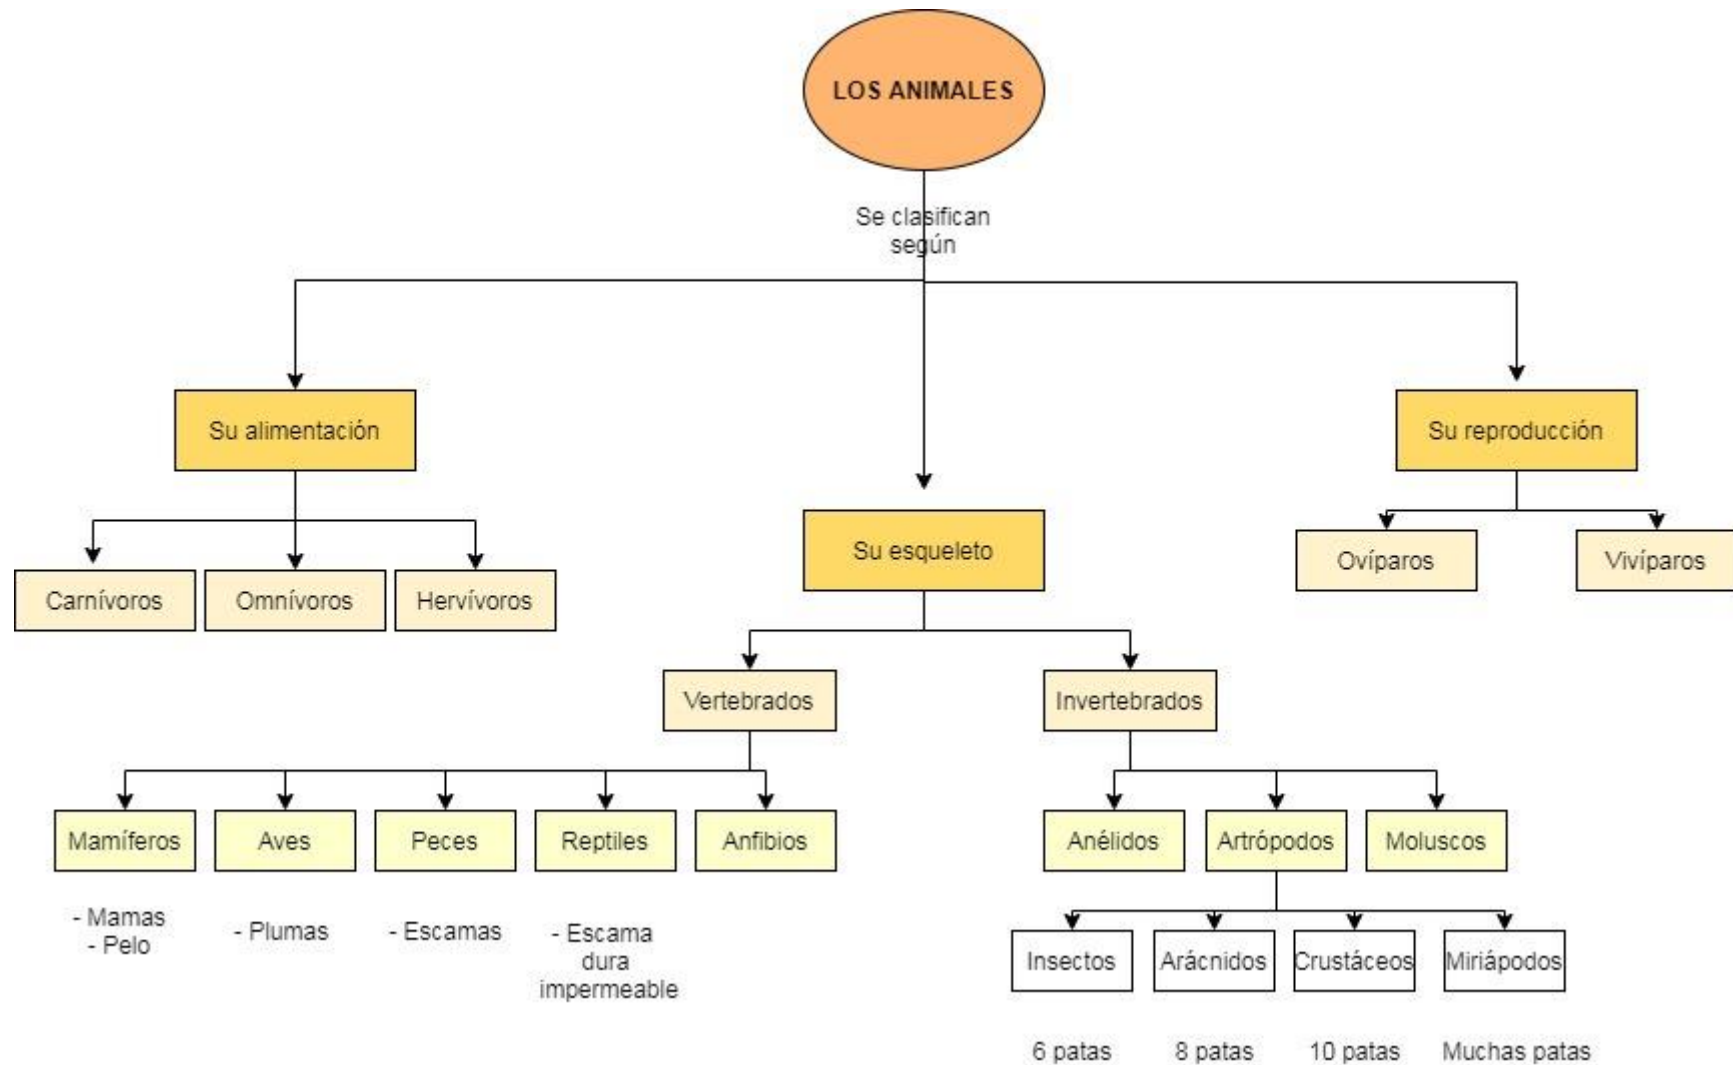 LOS ANIMALES
Se clasifican
según
Su alimentación
Su reproducción
Su esqueleto
Ovíparos
Vivíparos
Carnívoros
Omnívoros
Hervívoros
Vertebrados
Invertebrados
Mamíferos
Aves
Peces
Reptiles
Anfibios
Anélidos
Artrópodos
Moluscos
- Mamas
- Pelo
- Plumas
- Escamas
- Escama
dura
impermeable
Insectos
Arácnidos
Crustáceos
Miriápodos
6 patas
8 patas
10 patas
Muchas patas